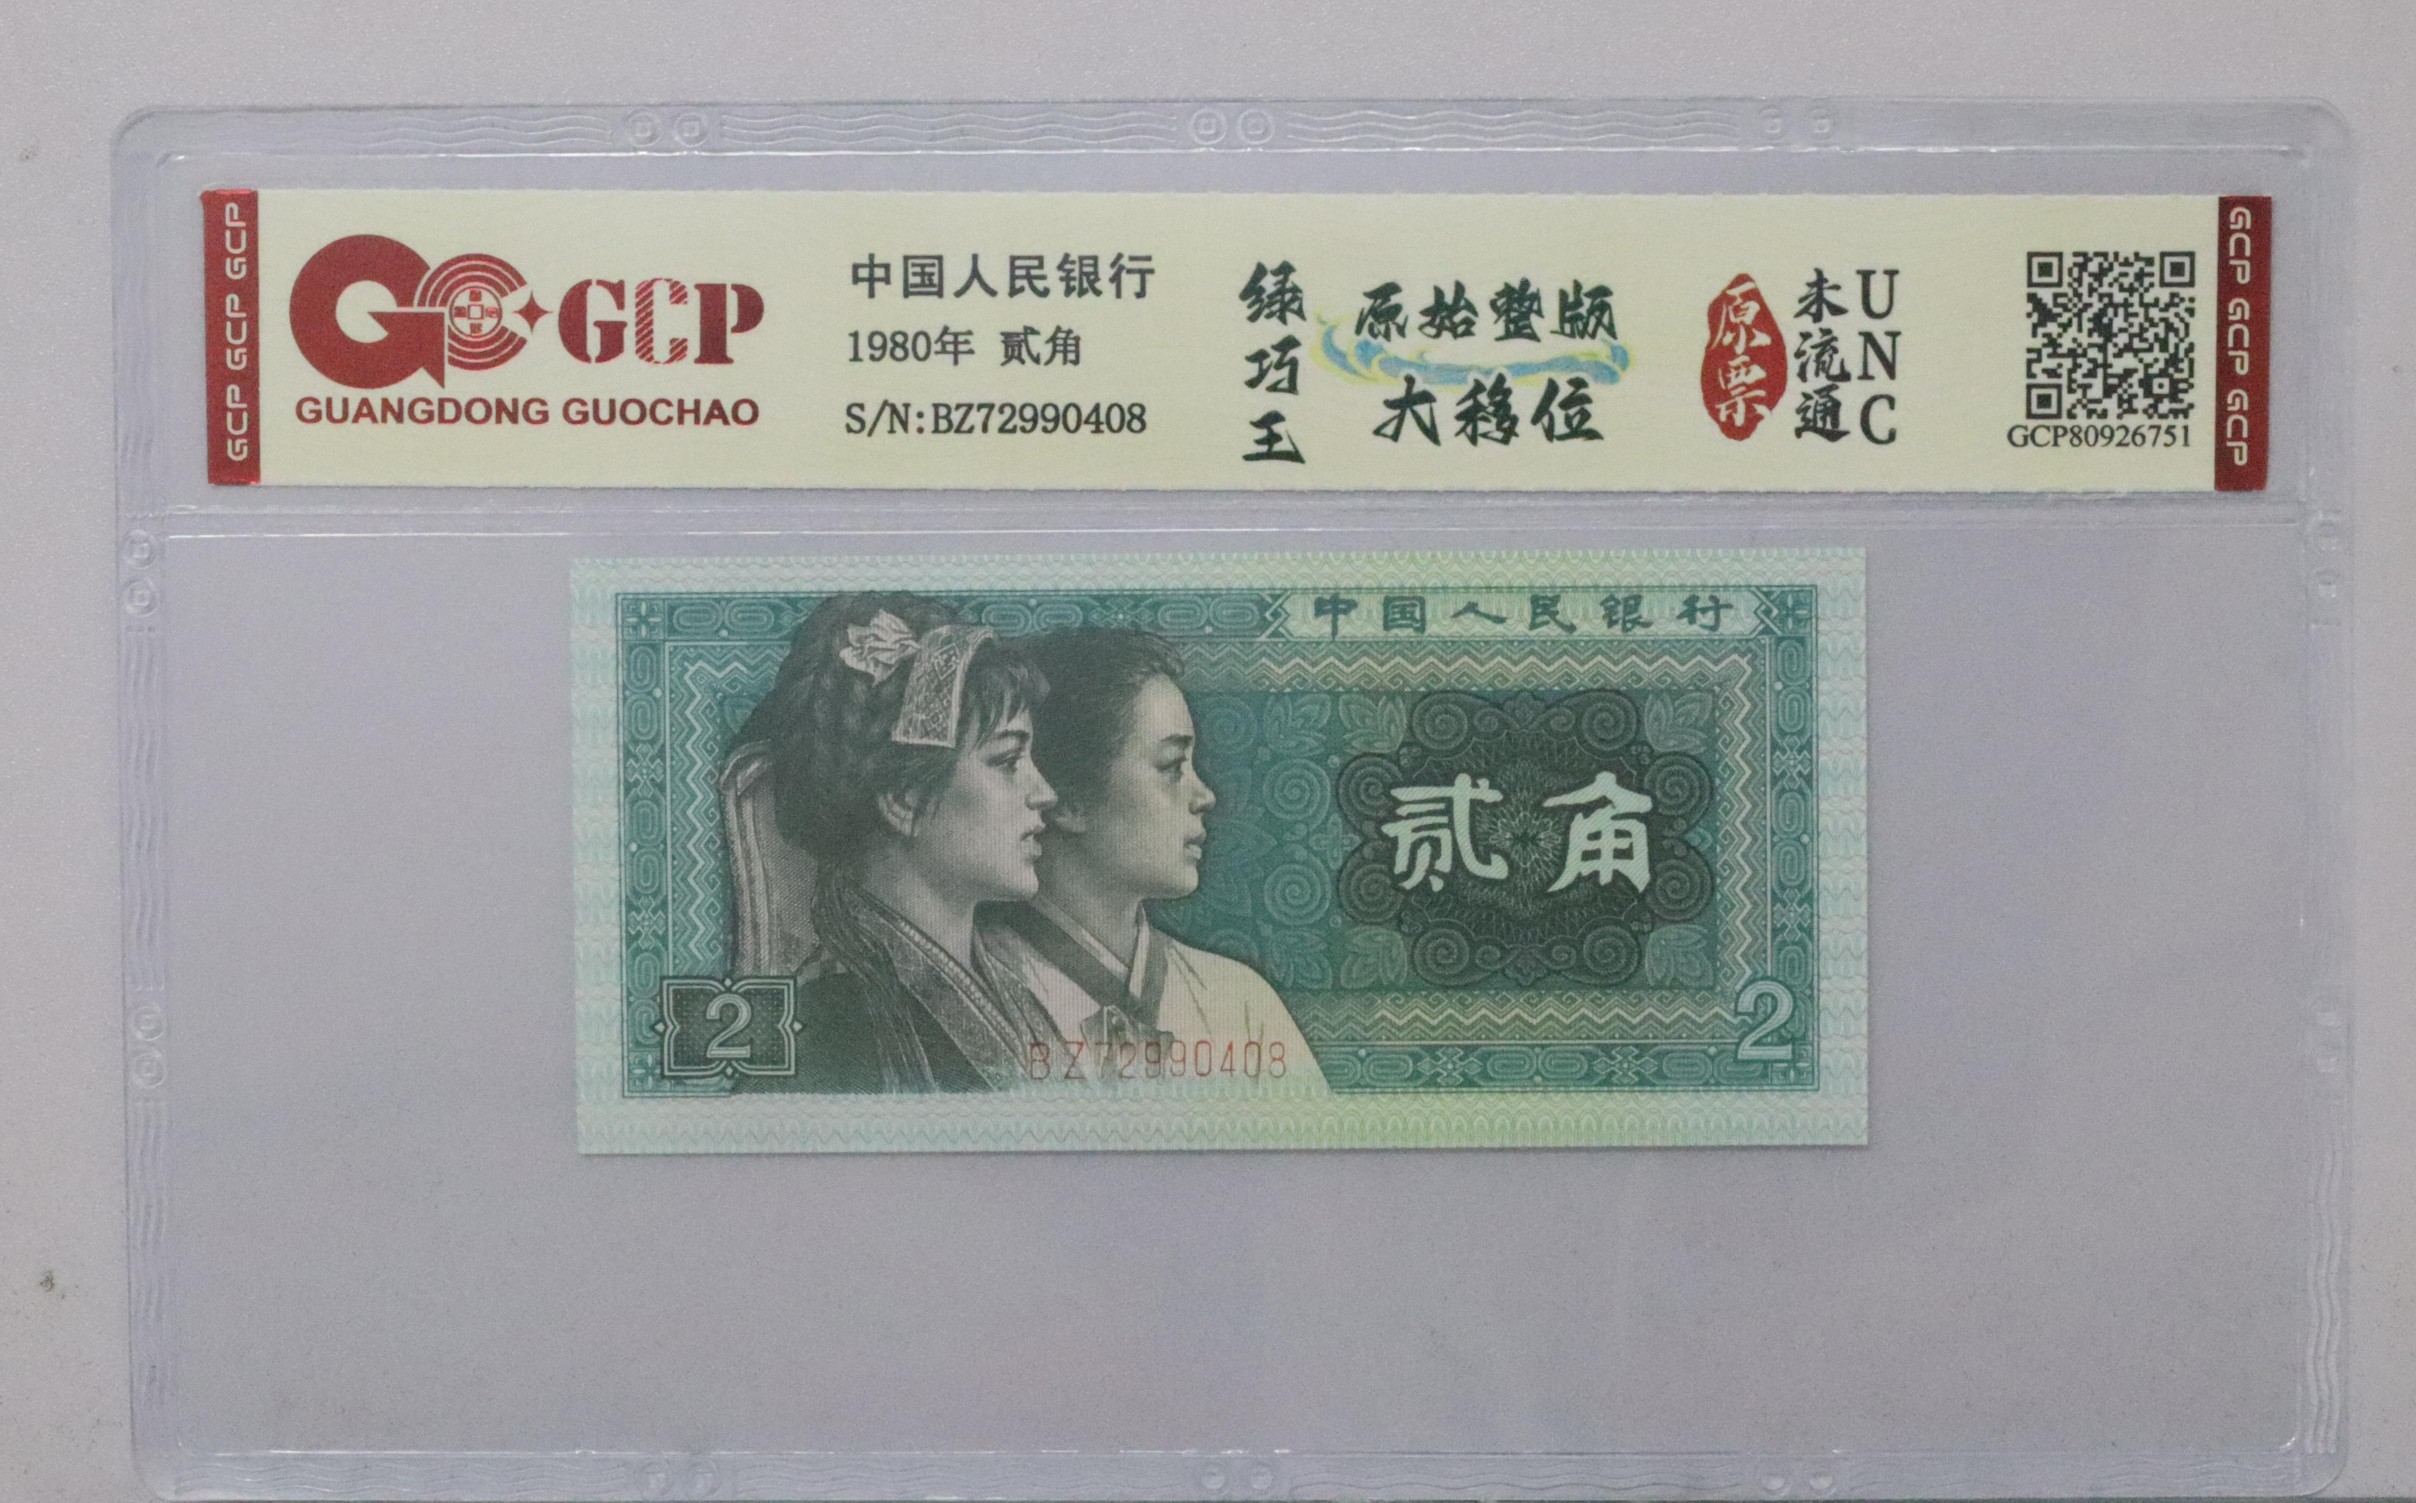 GCP GCP GCP
GCP
GUANGDONG GUOCHAO
中国人民银行
1980年 贰角
S/N:BZ72990408
绿巧王
原始整版
大移位
原票
未流通
UNC
GCP80926751
GCP GCP GCP
中国人民银行
贰角
2
2
BZ72990408